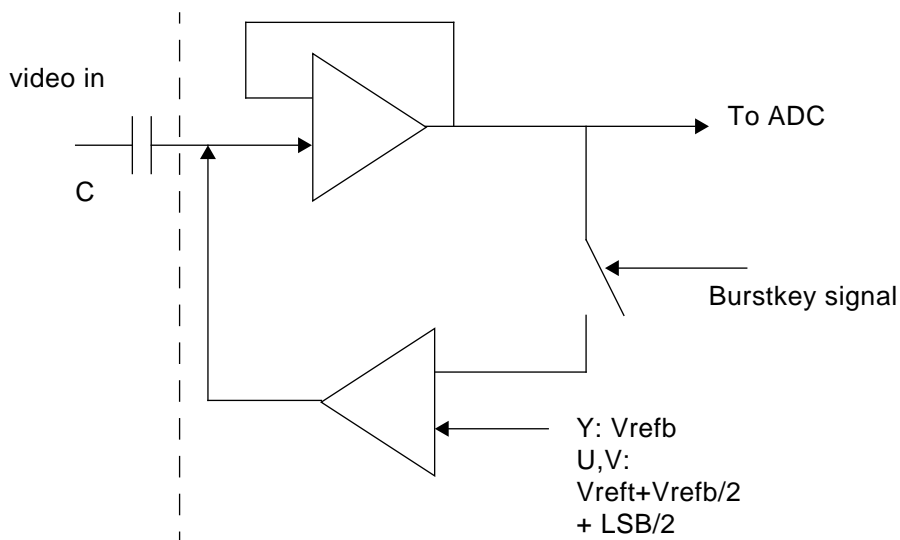 video in
To ADC
C
Burstkey signal
Y: Vrefb
U,V:
Vreft+Vrefb/2
+ LSB/2